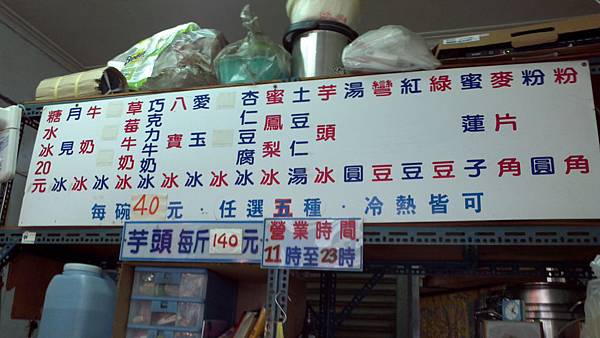 糖水冰20元
月見冰
牛奶冰
冰
草莓牛奶冰
巧克力牛奶冰
八寶冰
愛玉冰
冰
杏仁豆腐冰
蜜鳳梨冰
土豆仁湯
芋頭冰
湯圓
彎豆
紅豆
綠豆
蜜蓮子
麥片角
粉圓
粉角
每碗40元·任選五種·冷熱皆可
芋頭每斤140元
營業時間
11時至23時